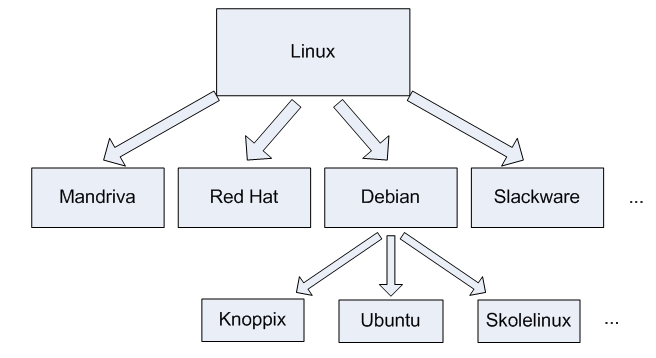 Linux
Mandriva Red Hat Debian Slackware ...
Knoppix Ubuntu Skolelinux ...